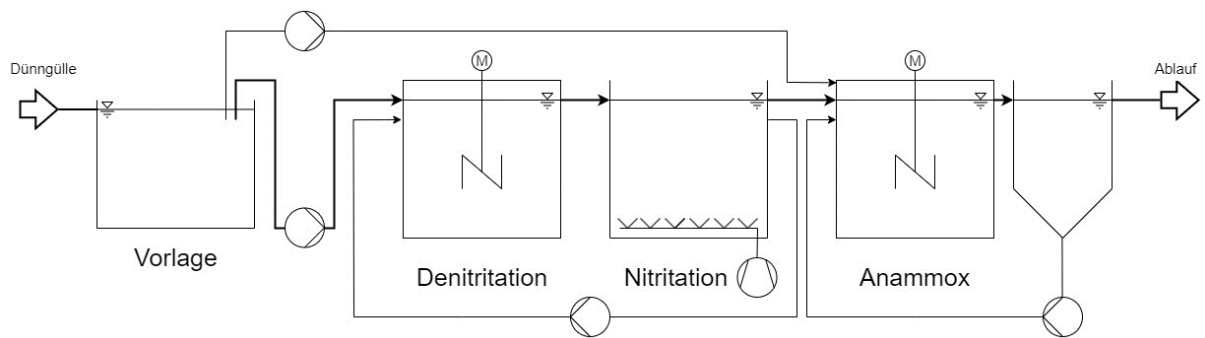 Dünngülle
Vorlage
M
Denitritation
Nitritation
M
Anammox
Ablauf